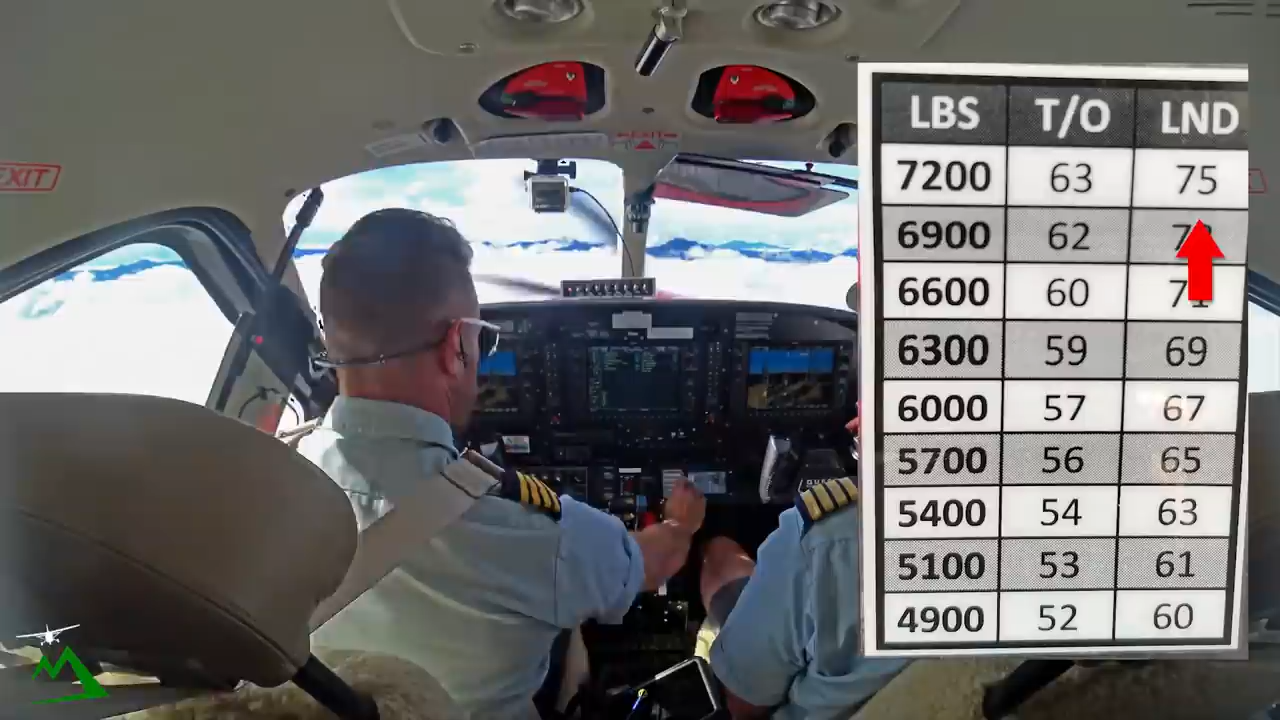 EXIT
EXIT
LBS T/O LND
7200 63 75
6900 62
6600 60 71
6300 59 69
6000 57 67
5700 56 65
5400 54 63
5100 53 61
4900 52 60